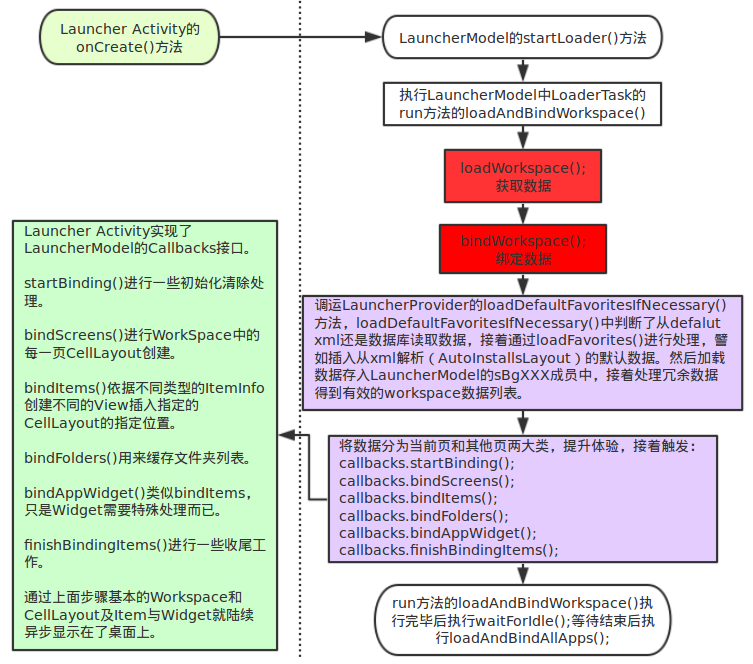 Launcher Activity的
onCreate()方法
LauncherModel的startLoader()方法
执行LauncherModel中LoaderTask的
run方法的loadAndBindWorkspace()
loadWorkspace();
获取数据
bindWorkspace();
绑定数据
调运LauncherProvider的loadDefaultFavoritesIfNecessary()
方法，loadDefaultFavoritesIfNecessary()中判断了从defalut
xml还是数据库读取数据，接着通过loadFavorites()进行处理，譬
如插入从xml解析（AutoInstallsLayout）的默认数据。然后加载
数据存入LauncherModel的sBgXXX成员中，接着处理冗余数据
得到有效的workspace数据列表。
将数据分为当前页和其他页两大类，提升体验，接着触发：
callbacks.startBinding();
callbacks.bindScreens();
callbacks.bindItems();
callbacks.bindFolders();
callbacks.bindAppWidget();
callbacks.finishBindingItems();
run方法的loadAndBindWorkspace()执
行完毕后执行waitForIdle();等待结束后执
行loadAndBindAllApps();
Launcher Activity实现了
LauncherModel的Callbacks接口。
startBinding()进行一些初始化清除处
理。
bindScreens()进行WorkSpace中的
每一页CellLayout创建。
bindItems()依据不同类型的ItemInfo
创建不同的View插入指定的
CellLayout的指定位置。
bindFolders()用来缓存文件夹列表。
bindAppWidget()类似bindItems，
只是Widget需要特殊处理而已.
finishBindingItems()进行一些收尾工
作。
通过上面步骤基本的Workspace和
CellLayout及Item与Widget就陆续
异步显示在了桌面上。